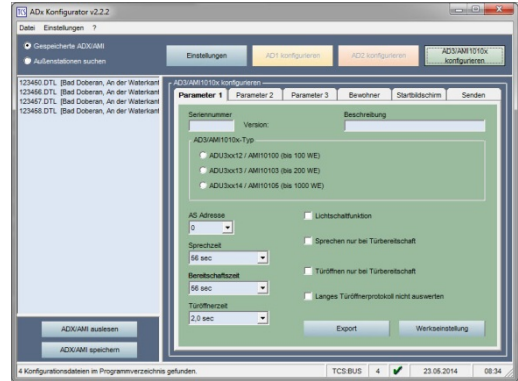 TCS ADx Konfigurator v2.2.2
Datei Einstellungen ?
Gespeicherte ADX/AMI
Außenstationen suchen
Einstellungen
AD1 konfigurieren
AD2 konfigurieren
AD3/AMI1010x konfigurieren
123460.DTL [Bad Doberan, An der Waterkant
123466.DTL [Bad Doberan, An der Waterkant
123467.DTL [Bad Doberan, An der Waterkant
123468.DTL [Bad Doberan, An der Waterkant
AD3/AMI1010x konfigurieren
Parameter 1 Parameter 2 Parameter 3 Bewohner Startbildschirm Senden
Seriennummer
Version:
Beschreibung
AD3/AMI1010x-Typ
ADU3xx12 / AMI10100 (bis 100 WE)
ADU3xx13 / AMI10103 (bis 200 WE)
ADU3xx14 / AMI10105 (bis 1000 WE)
AS Adresse
0
Sprechzeit
56 sec
Bereitschaftszeit
56 sec
Türöffnerzeit
2,0 sec
Lichtschaltfunktion
Sprechen nur bei Türbereitschaft
Türöffnen nur bei Türbereitschaft
Langes Türöffnerprotokoll nicht auswerten
Export
Werkseinstellung
ADX/AMI auslesen
ADX/AMI speichern
4 Konfigurationsdateien im Programmverzeichnis gefunden.
TCS:BUS 4 23.05.2014 08:34